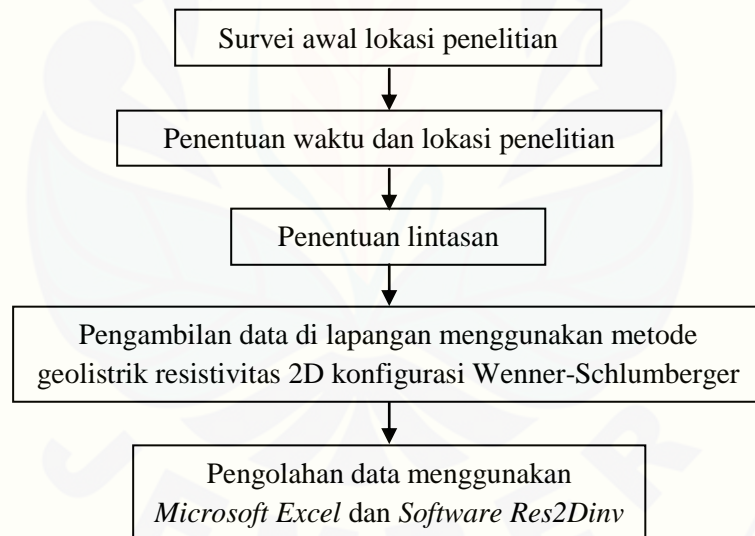 Survei awal lokasi penelitian
Penentuan waktu dan lokasi penelitian
Penentuan lintasan
Pengambilan data di lapangan menggunakan metode
geolistrik resistivitas 2D konfigurasi Wenner-Schlumberger
Pengolahan data menggunakan
Microsoft Excel dan Software Res2Dinv